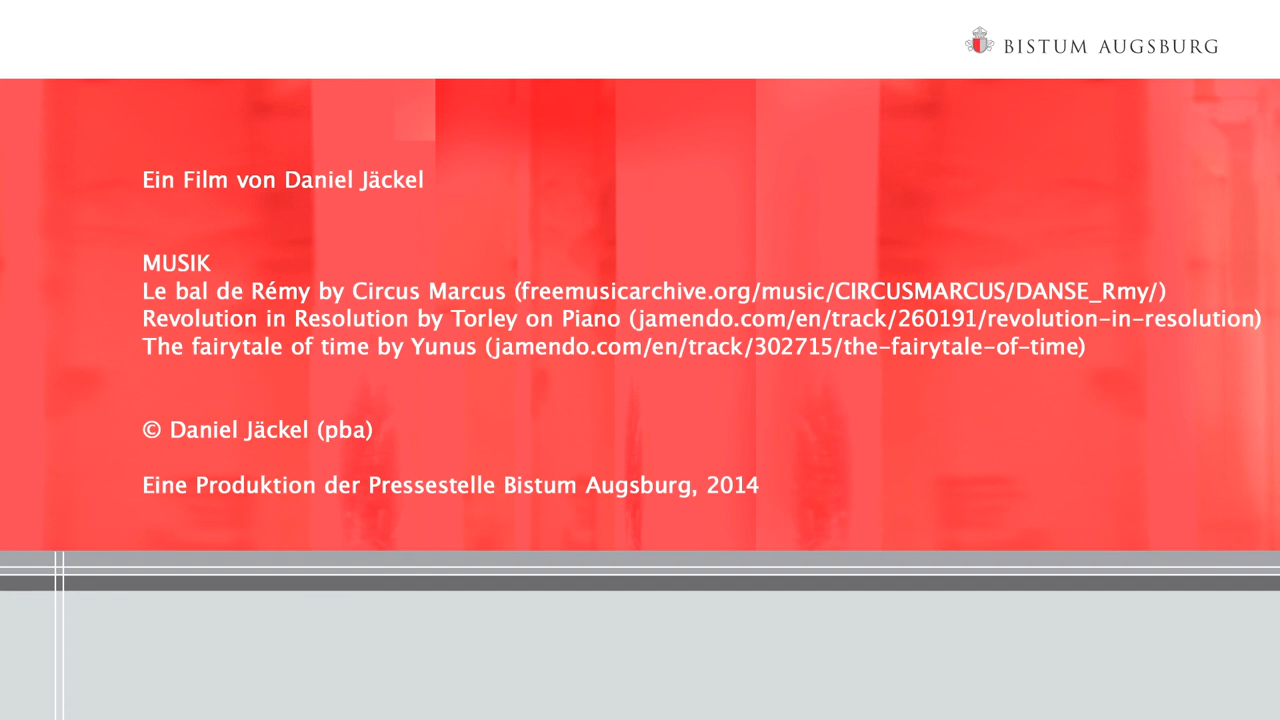 BISTUM AUGSBURG
Ein Film von Daniel Jäckel
MUSIK
Le bal de Rémy by Circus Marcus (freemusicarchive.org/music/CIRCUSMARCUS/DANSE_Rmy/)
Revolution in Resolution by Torley on Piano (jamendo.com/en/track/260191/revolution-in-resolution)
The fairytale of time by Yunus (jamendo.com/en/track/302715/the-fairytale-of-time)
© Daniel Jäckel (pba)
Eine Produktion der Pressestelle Bistum Augsburg, 2014